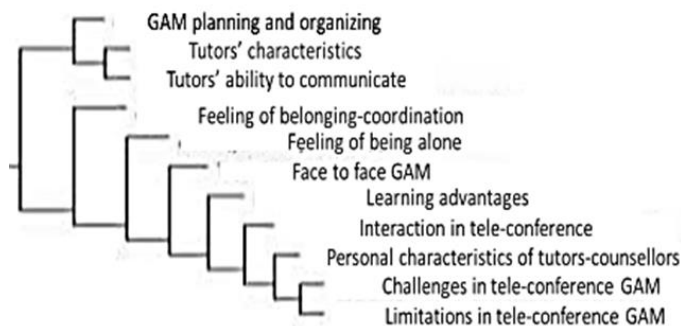 GAM planning and organizing
Tutors' characteristics
Tutors' ability to communicate
Feeling of belonging-coordination
Feeling of being alone
Face to face GAM
Learning advantages
Interaction in tele-conference
Personal characteristics of tutors-counsellors
Challenges in tele-conference GAM
Limitations in tele-conference GAM